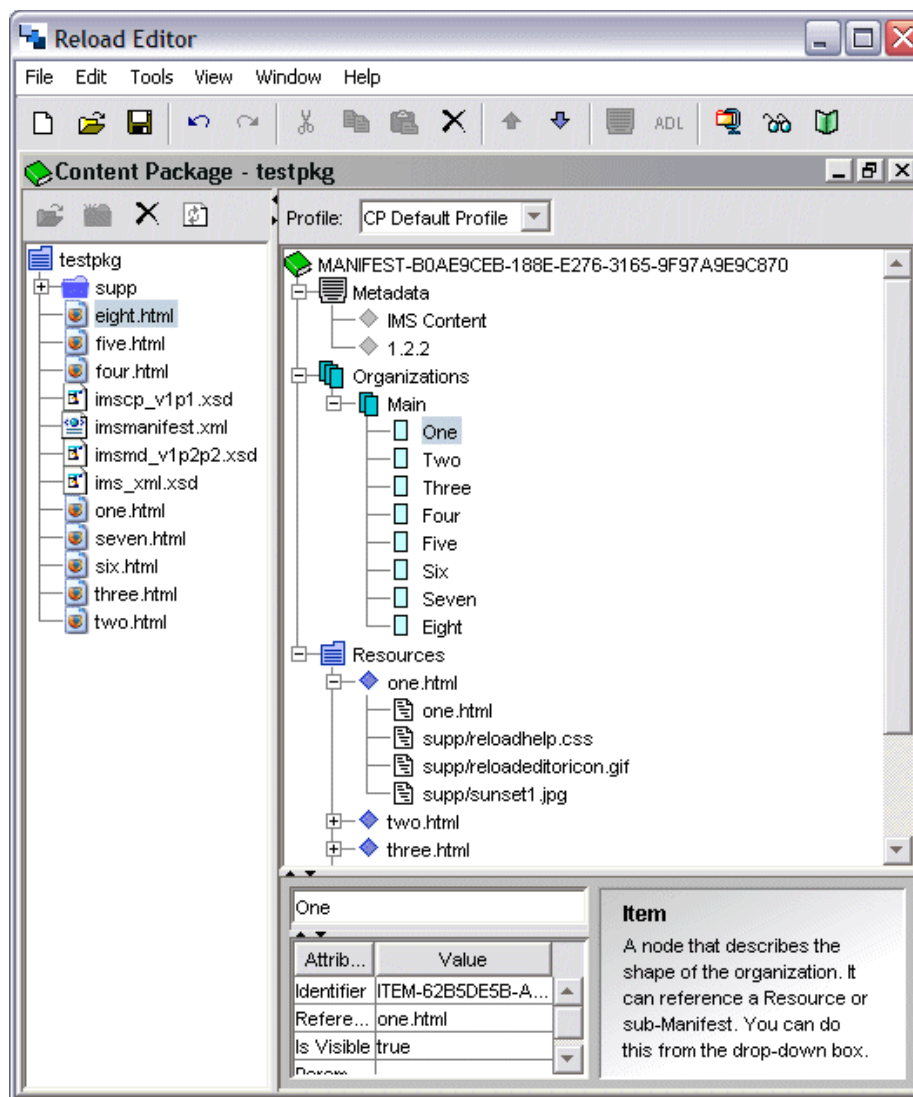 Reload Editor
File Edit Tools View Window Help
ADL
Content Package - testpkg
testpkg
supp
eight.html
five.html
four.html
imscp_v1p1.xsd
imsmanifest.xml
imsmd_v1p2p2.xsd
ims_xml.xsd
one.html
seven.html
six.html
three.html
two.html
Profile: CP Default Profile
MANIFEST-B0AE9CEB-188E-E276-3165-9F97A9E9C870
Metadata
IMS Content
1.2.2
Organizations
Main
One
Two
Three
Four
Five
Six
Seven
Eight
Resources
one.html
one.html
supp/reloadhelp.css
supp/reloadeditoricon.gif
supp/sunset1.jpg
two.html
three.html
One
Attrib... Value
Identifier ITEM-62B5DE5B-A...
Refere... one.html
Is Visible true
Item
A node that describes the
shape of the organization. It
can reference a Resource or
sub-Manifest. You can do
this from the drop-down box.